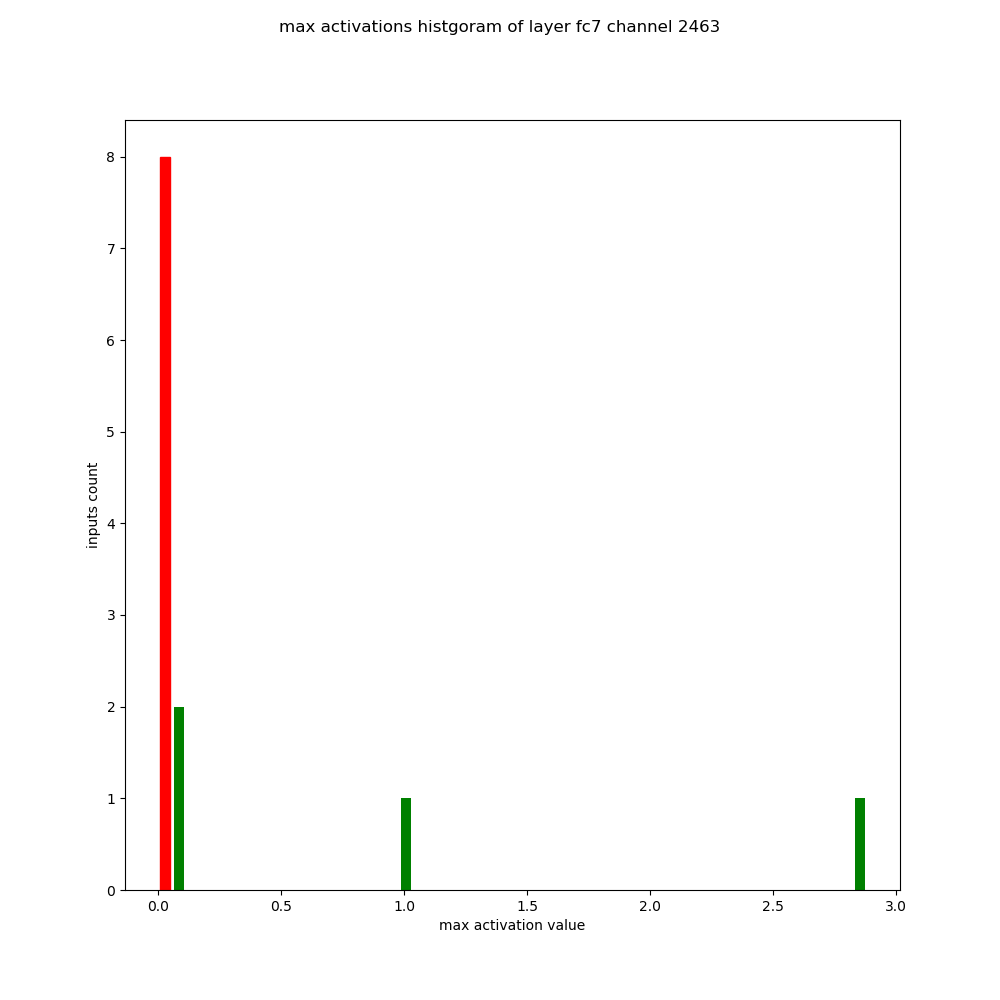 max activations histgoram of layer fc7 channel 2463
8
7
6
5
4
3
2
1
0
inputs count
0.0 0.5 1.0 1.5 2.0 2.5 3.0
max activation value